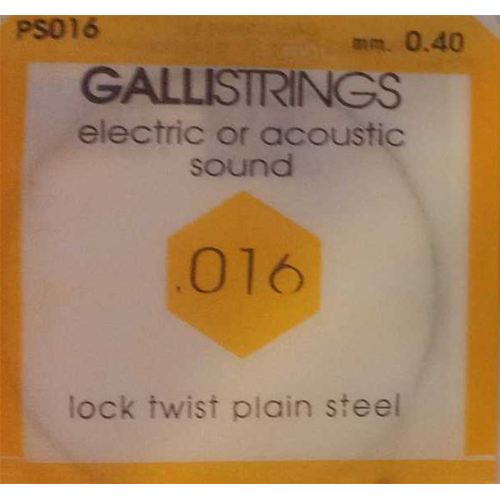 PS016
mm. 0.40
GALLISTRINGS
electric or acoustic
sound
.016
lock twist plain steel